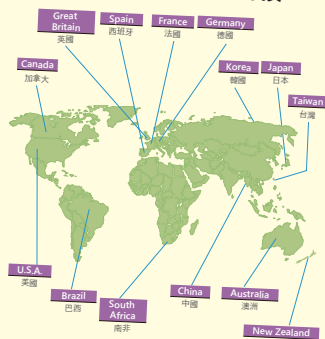 Great
Britain
英國
Spain
西班牙
France
法國
Germany
德國
Canada
加拿大
Korea
韓國
Japan
日本
Taiwan
台灣
U.S.A.
美國
Brazil
巴西
South
Africa
南非
China
中國
Australia
澳洲
New Zealand